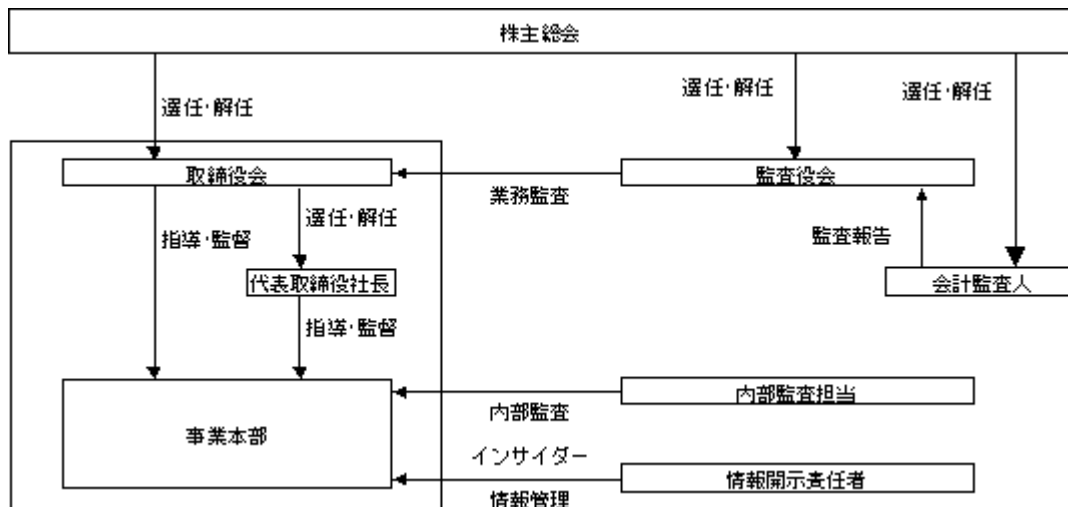 株主総会
選任・解任
選任・解任
選任・解任
取締役会
監査役会
業務監査
選任・解任
指導・監督
監査報告
代表取締役社長
会計監査人
指導・監督
内部監査担当
内部監査
事業本部
インサイダー
情報管理
情報開示責任者